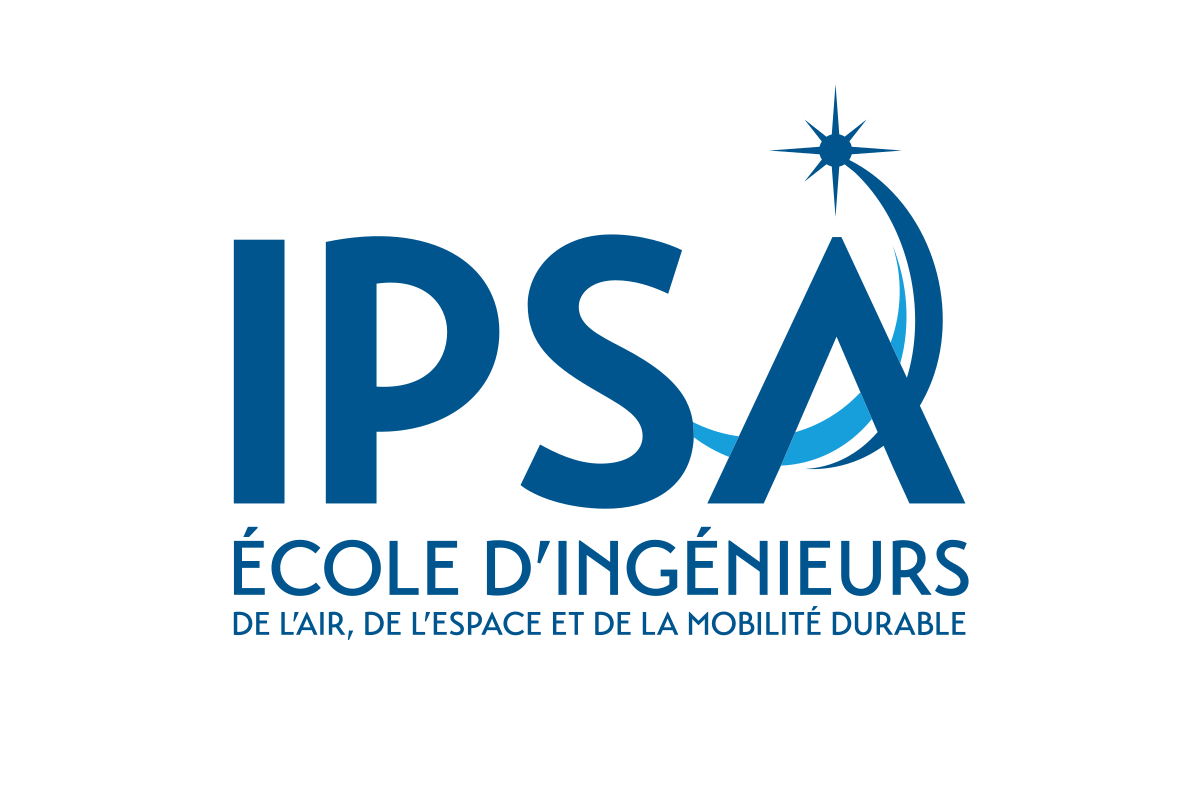 IPSA
ÉCOLE D’INGÉNIEURS
DE L’AIR, DE L’ESPACE ET DE LA MOBILITÉ DURABLE